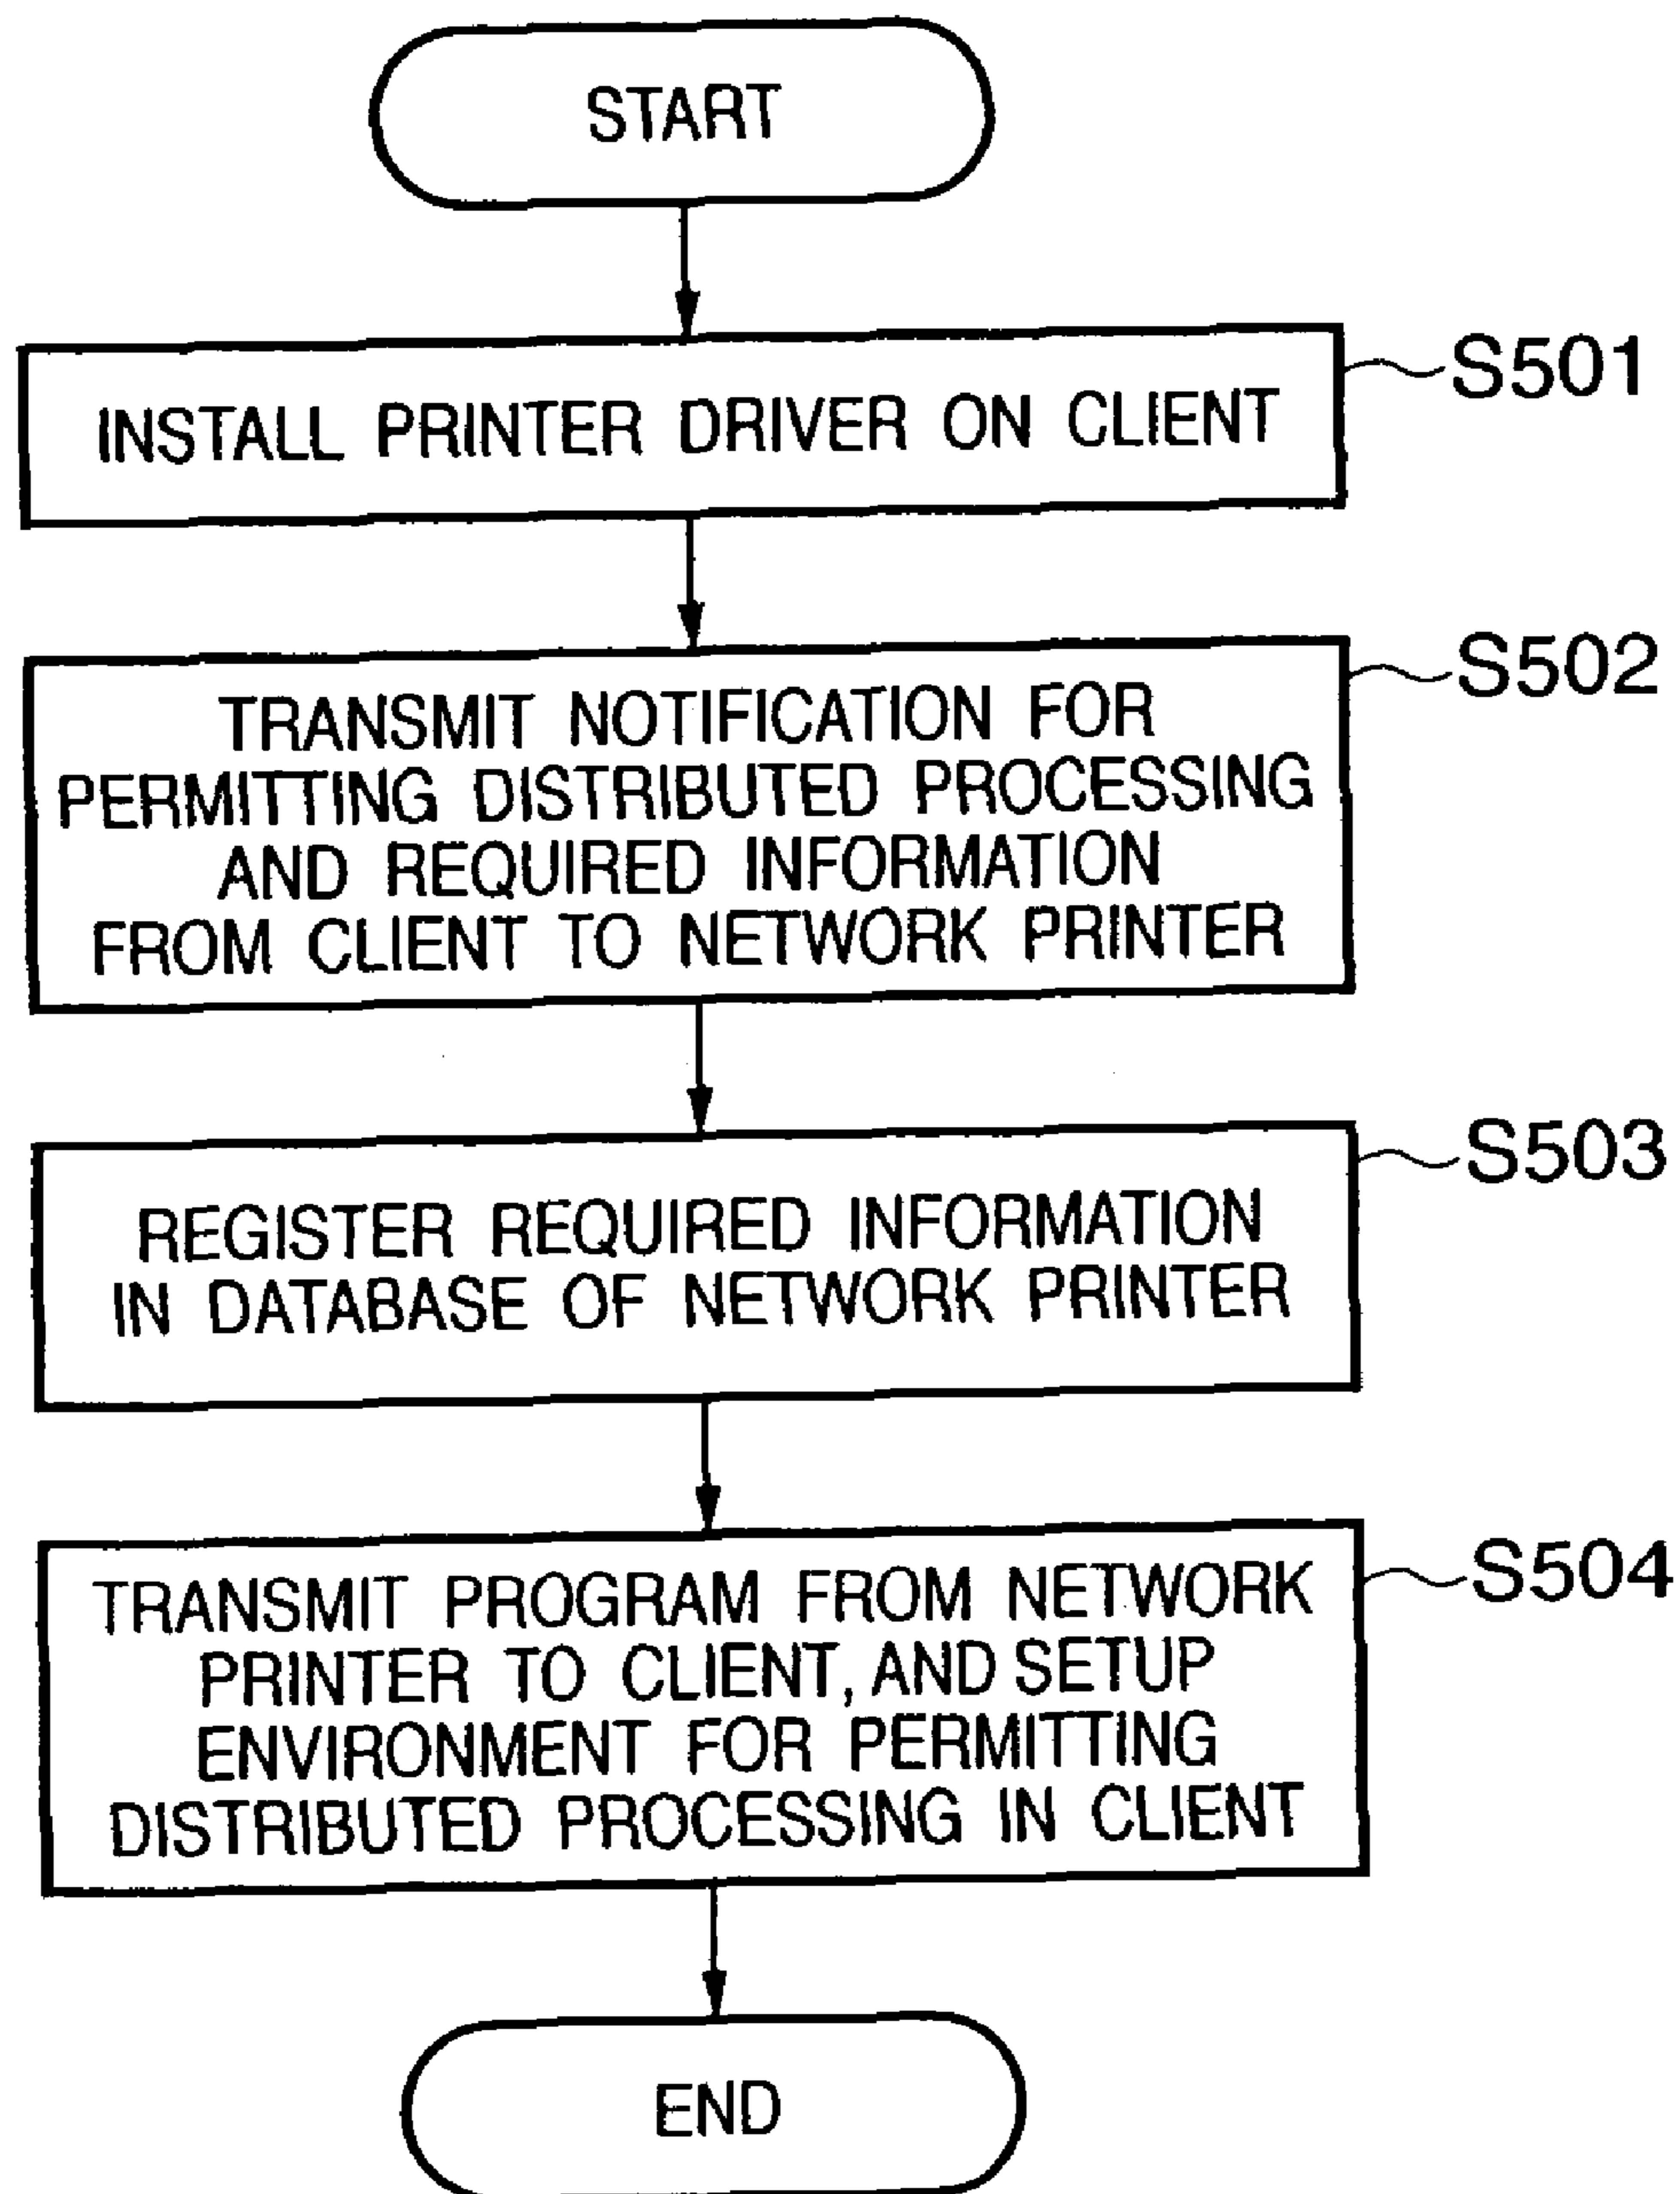 START
INSTALL PRINTER DRIVER ON CLIENT
S501
TRANSMIT NOTIFICATION FOR
PERMITTING DISTRIBUTED PROCESSING
AND REQUIRED INFORMATION
FROM CLIENT TO NETWORK PRINTER
S502
REGISTER REQUIRED INFORMATION
IN DATABASE OF NETWORK PRINTER
S503
TRANSMIT PROGRAM FROM NETWORK
PRINTER TO CLIENT, AND SETUP
ENVIRONMENT FOR PERMITTING
DISTRIBUTED PROCESSING IN CLIENT
S504
END